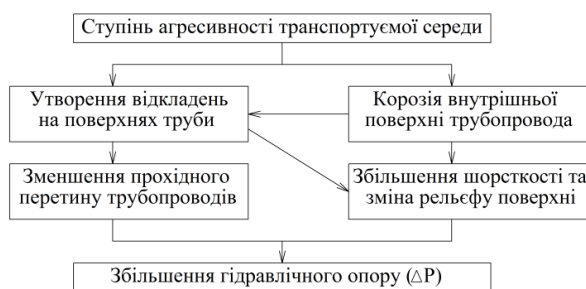 Ступінь агресивності транспортуємої середи
Утворення відкладень
на поверхнях труби
Корозія внутрішньої
поверхні трубопровода
Зменшення прохідного
перетину трубопроводів
Збільшення шорсткості та
зміна рельєфу поверхні
Збільшення гідравлічного опору (ΔP)